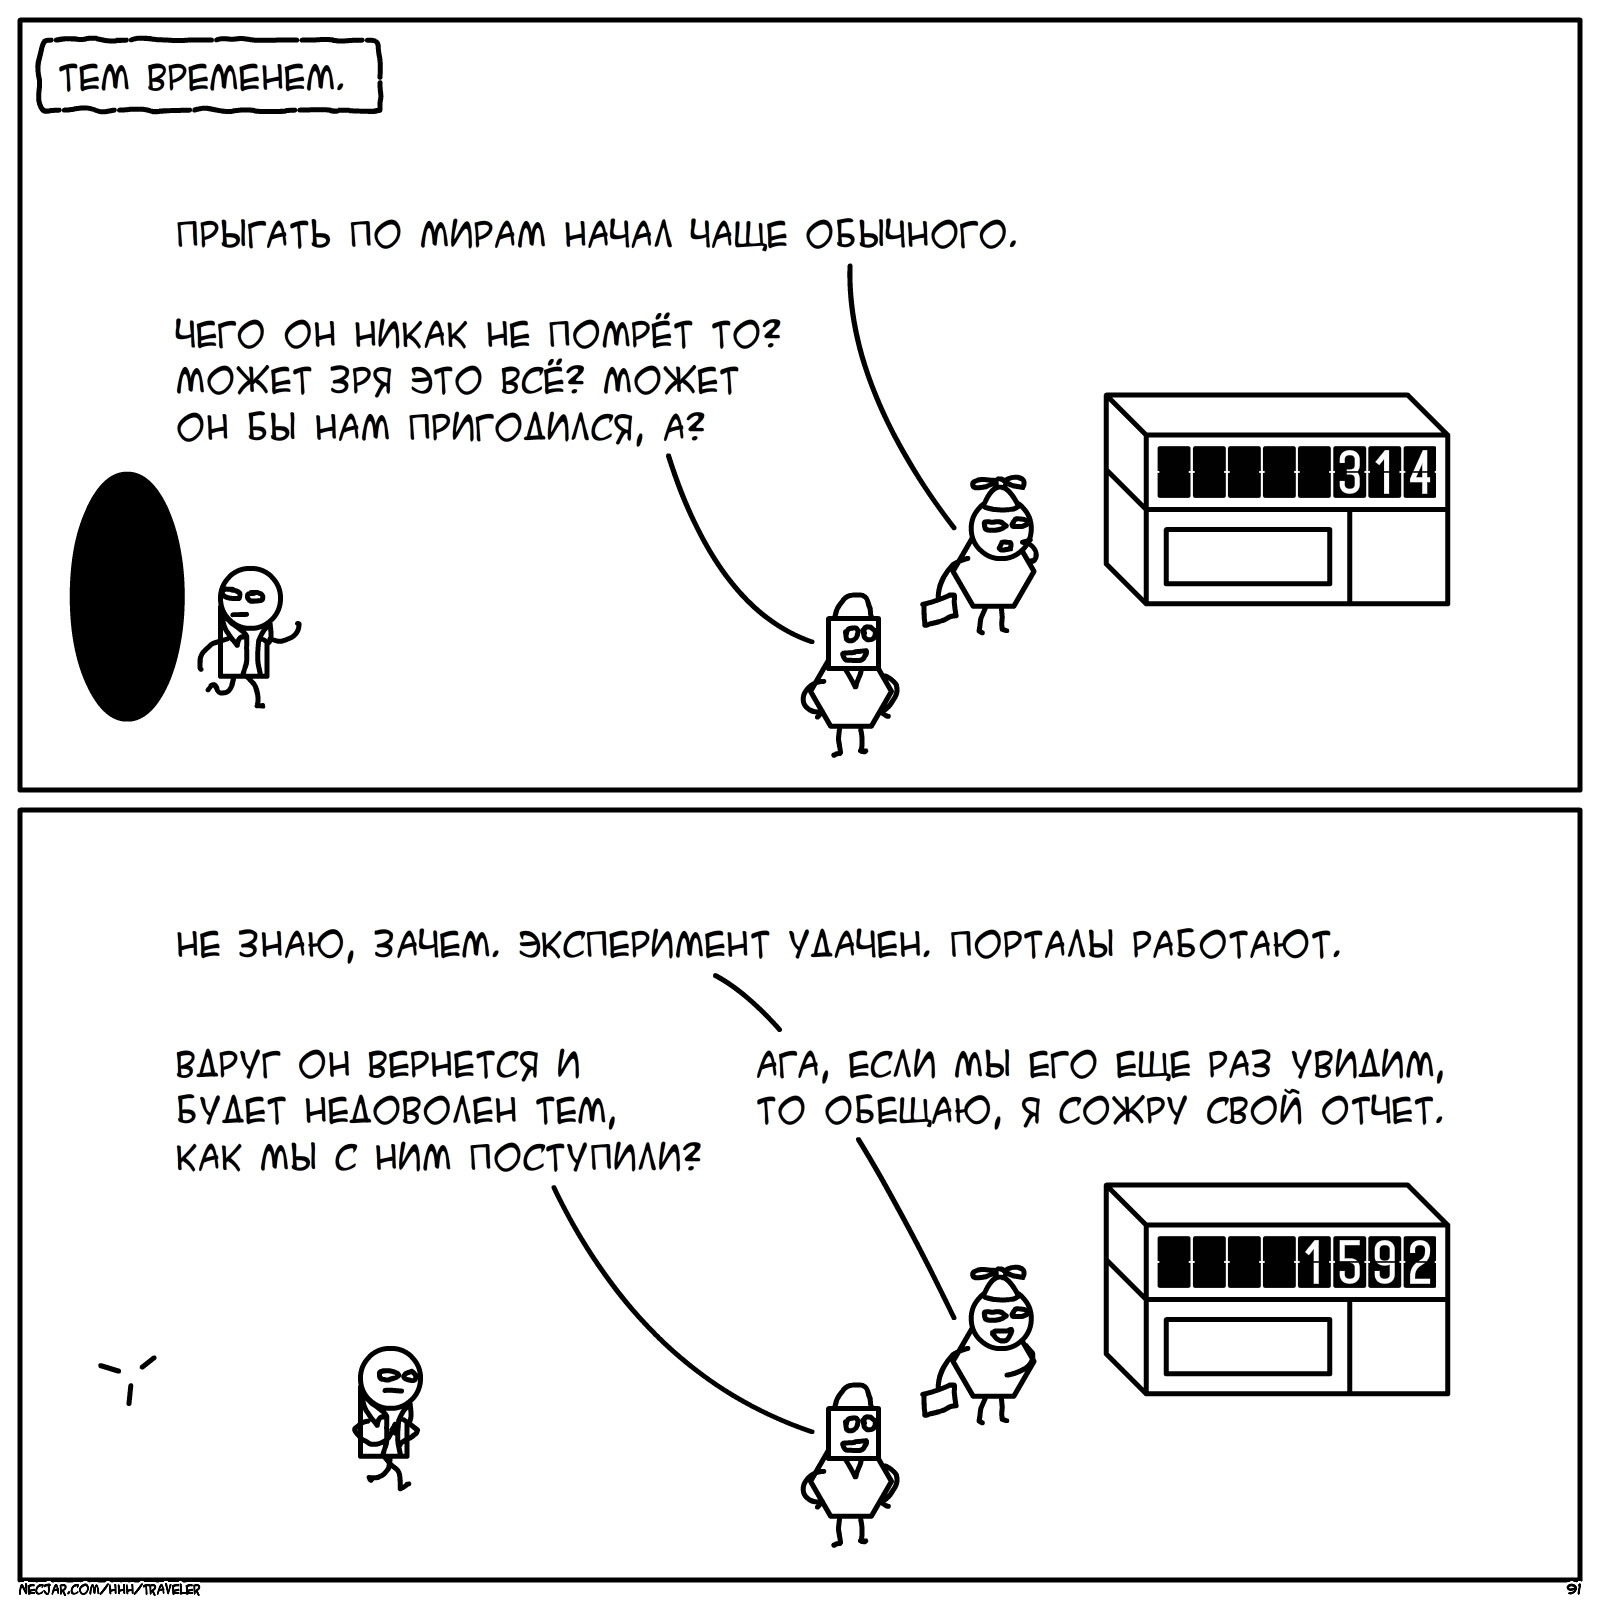 ТЕМ ВРЕМЕНЕМ.
ПРЫГАТЬ ПО МИРАМ НАЧАЛ ЧАЩЕ ОБЫЧНОГО.
ЧЕГО ОН НИКАК НЕ ПОМРЁТ ТО?
МОЖЕТ ЗРЯ ЭТО ВСЁ? МОЖЕТ
ОН БЫ НАМ ПРИГОДИЛСЯ, А?
314
НЕ ЗНАЮ, ЗАЧЕМ. ЭКСПЕРИМЕНТ УДАЧЕН. ПОРТАЛЫ РАБОТАЮТ.
ВДРУГ ОН ВЕРНЕТСЯ И
БУДЕТ НЕДОВОЛЕН ТЕМ,
КАК МЫ С НИМ ПОСТУПИЛИ?
АГА, ЕСЛИ МЫ ЕГО ЕЩЕ РАЗ УВИДИМ,
ТО ОБЕЩАЮ, Я СОЖРУ СВОЙ ОТЧЕТ.
1592
NECJAR.COM/HHH/TRAVELER
91